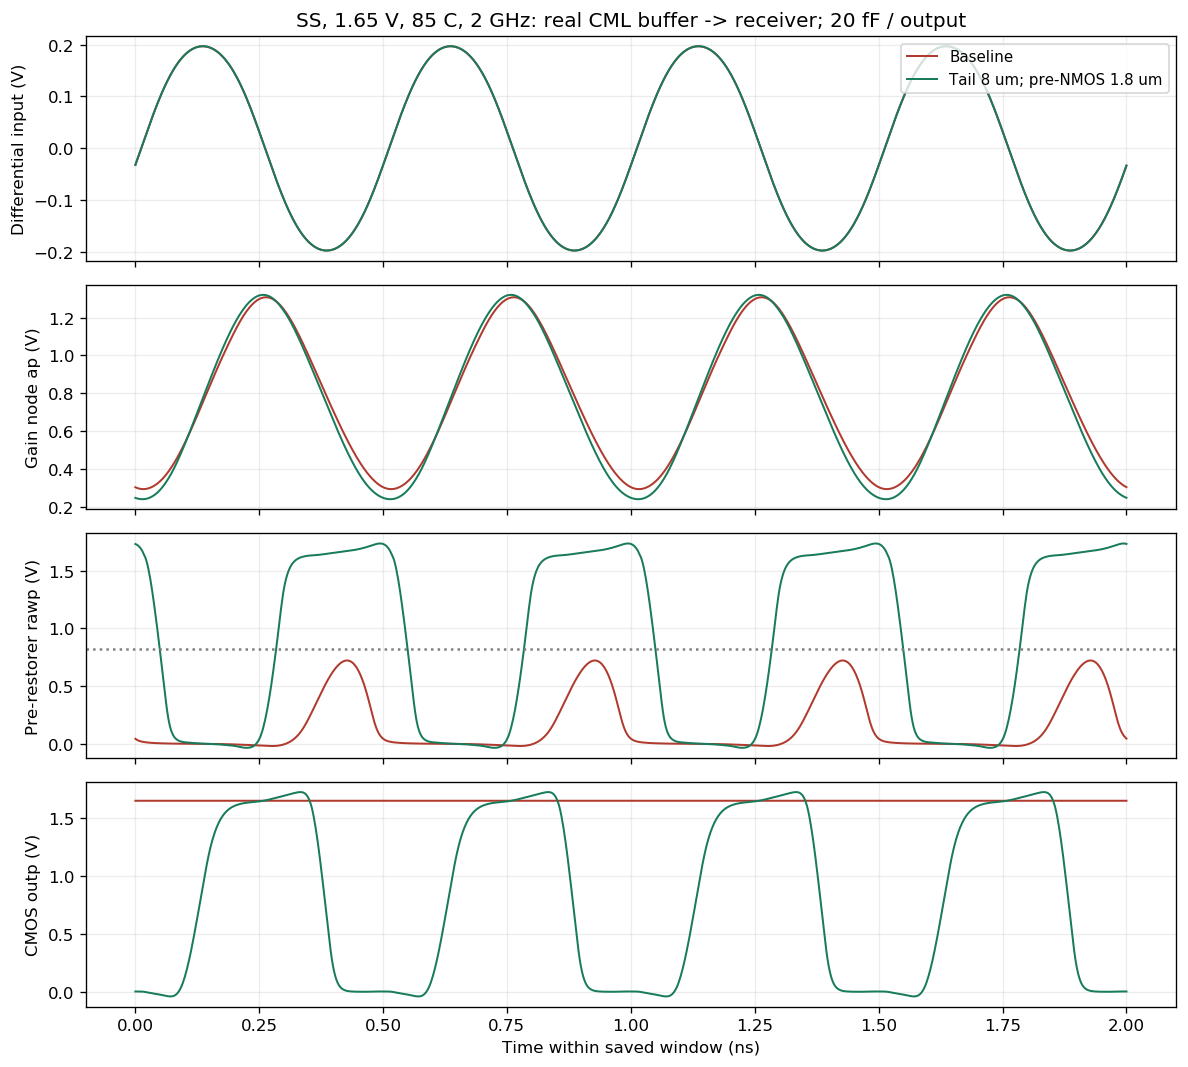 SS, 1.65 V, 85 C, 2 GHz: real CML buffer -> receiver; 20 fF / output
Differential input (V)
0.2
0.1
0.0
−0.1
−0.2
Baseline
Tail 8 um; pre-NMOS 1.8 um
Gain node ap (V)
1.2
1.0
0.8
0.6
0.4
0.2
Pre-restorer rawp (V)
1.5
1.0
0.5
0.0
CMOS outp (V)
1.5
1.0
0.5
0.0
0.00 0.25 0.50 0.75 1.00 1.25 1.50 1.75 2.00
Time within saved window (ns)